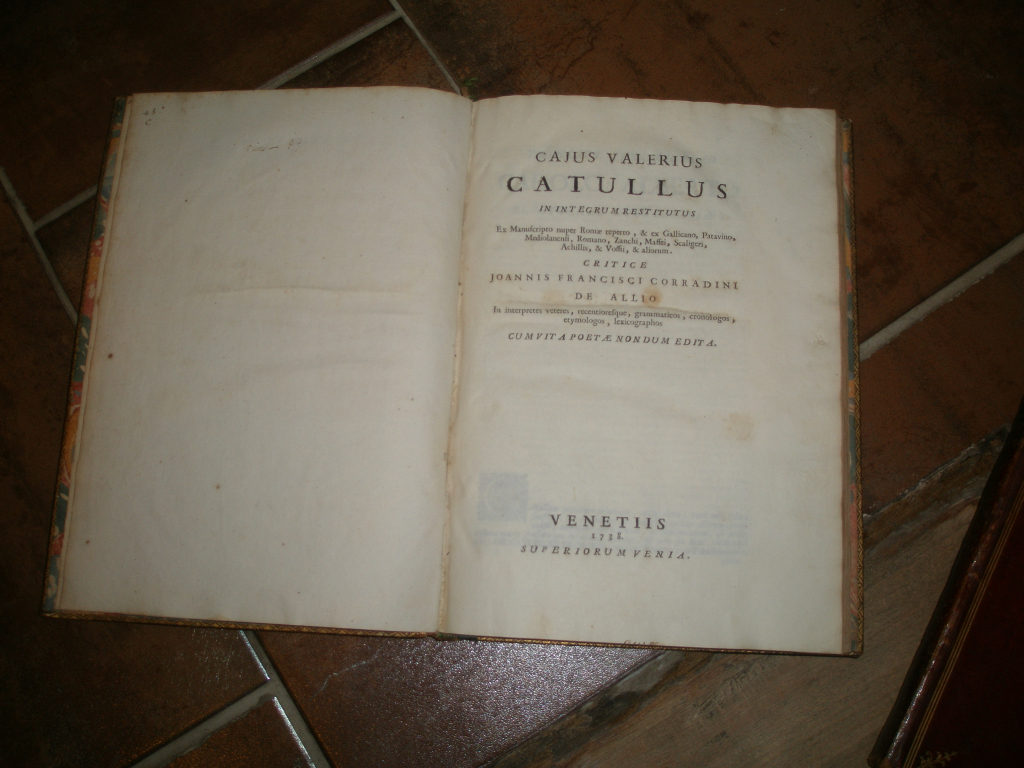 CAJUS VALERIUS
CATULLUS
IN INTEGRUM RESTITUTUS
Ex Manuscripto nuper Romæ reperto, & ex Gallicano, Patavino,
Mediolanensi, Romano, Zanchi, Maffei, Scaligeri,
Achillis, & Vossii, & aliorum.
CRITICE
JOANNIS FRANCISCI CORRADINI
DE ALLIO
In interpretes veteres, recentioresque, grammaticos, cronologos,
etymologos, lexicographos
CUM VITA POETÆ NONDUM EDITA.
VENETIIS
1738.
SUPERIORUM VENIA.